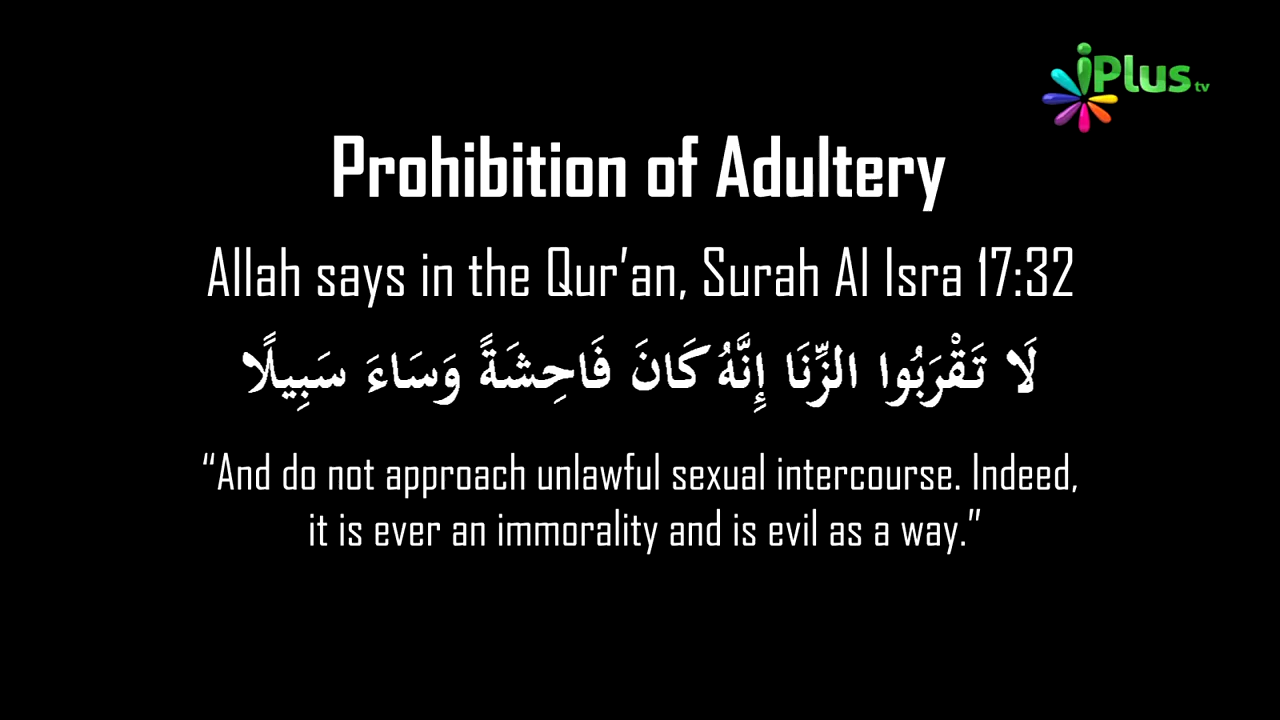 iPlus tv
Prohibition of Adultery
Allah says in the Qur’an, Surah Al Isra 17:32
لَا تَقْرَبُوا الزِّنَا إِنَّهُ كَانَ فَاحِشَةً وَسَاءَ سَبِيلًا
“And do not approach unlawful sexual intercourse. Indeed,
it is ever an immorality and is evil as a way.”